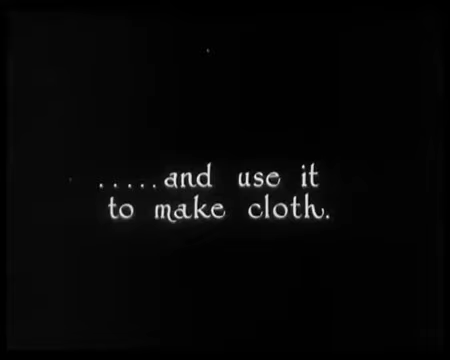 .....and use it
to make cloth.